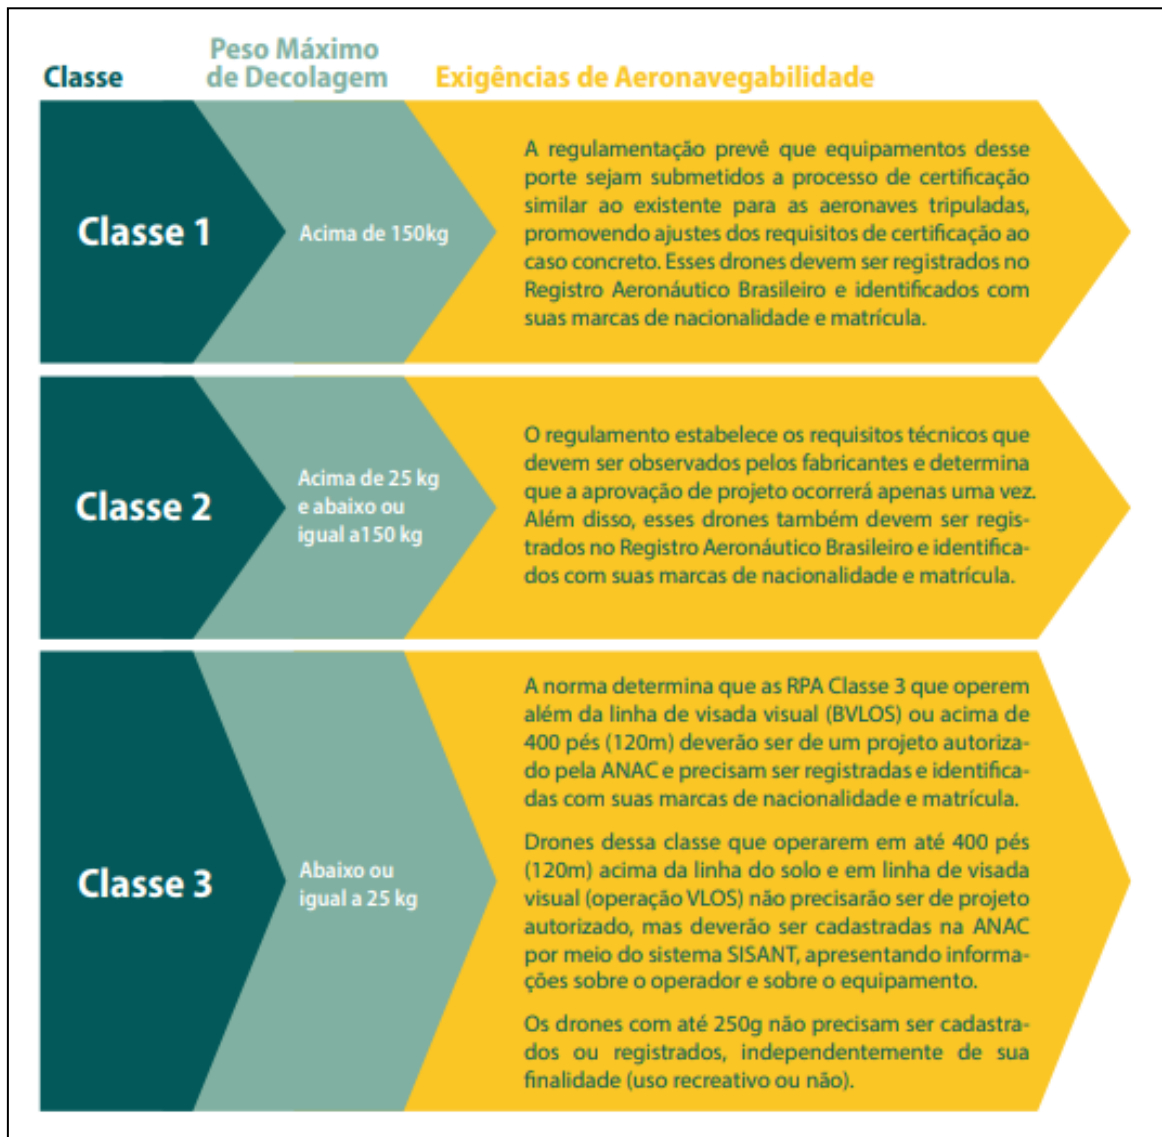 Classe
Peso Máximo
de Decolagem
Exigências de Aeronavegabilidade
Classe 1
Acima de 150kg
A regulamentação prevê que equipamentos desse
porte sejam submetidos a processo de certificação
similar ao existente para as aeronaves tripuladas,
promovendo ajustes dos requisitos de certificação ao
caso concreto. Esses drones devem ser registrados no
Registro Aeronáutico Brasileiro e identificados com
suas marcas de nacionalidade e matrícula.
Classe 2
Acima de 25 kg
e abaixo ou
igual a150 kg
O regulamento estabelece os requisitos técnicos que
devem ser observados pelos fabricantes e determina
que a aprovação de projeto ocorrerá apenas uma vez.
Além disso, esses drones também devem ser regis-
trados no Registro Aeronáutico Brasileiro e identifica-
dos com suas marcas de nacionalidade e matrícula.
Classe 3
Abaixo ou
igual a 25 kg
A norma determina que as RPA Classe 3 que operem
além da linha de visada visual (BVLOS) ou acima de
400 pés (120m) deverão ser de um projeto autoriza-
do pela ANAC e precisam ser registradas e identifica-
das com suas marcas de nacionalidade e matrícula.
Drones dessa classe que operarem em até 400 pés
(120m) acima da linha do solo e em linha de visada
visual (operação VLOS) não precisarão ser de projeto
autorizado, mas deverão ser cadastradas na ANAC
por meio do sistema SISANT, apresentando informa-
ções sobre o operador e sobre o equipamento.
Os drones com até 250g não precisam ser cadastra-
dos ou registrados, independentemente de sua
finalidade (uso recreativo ou não).